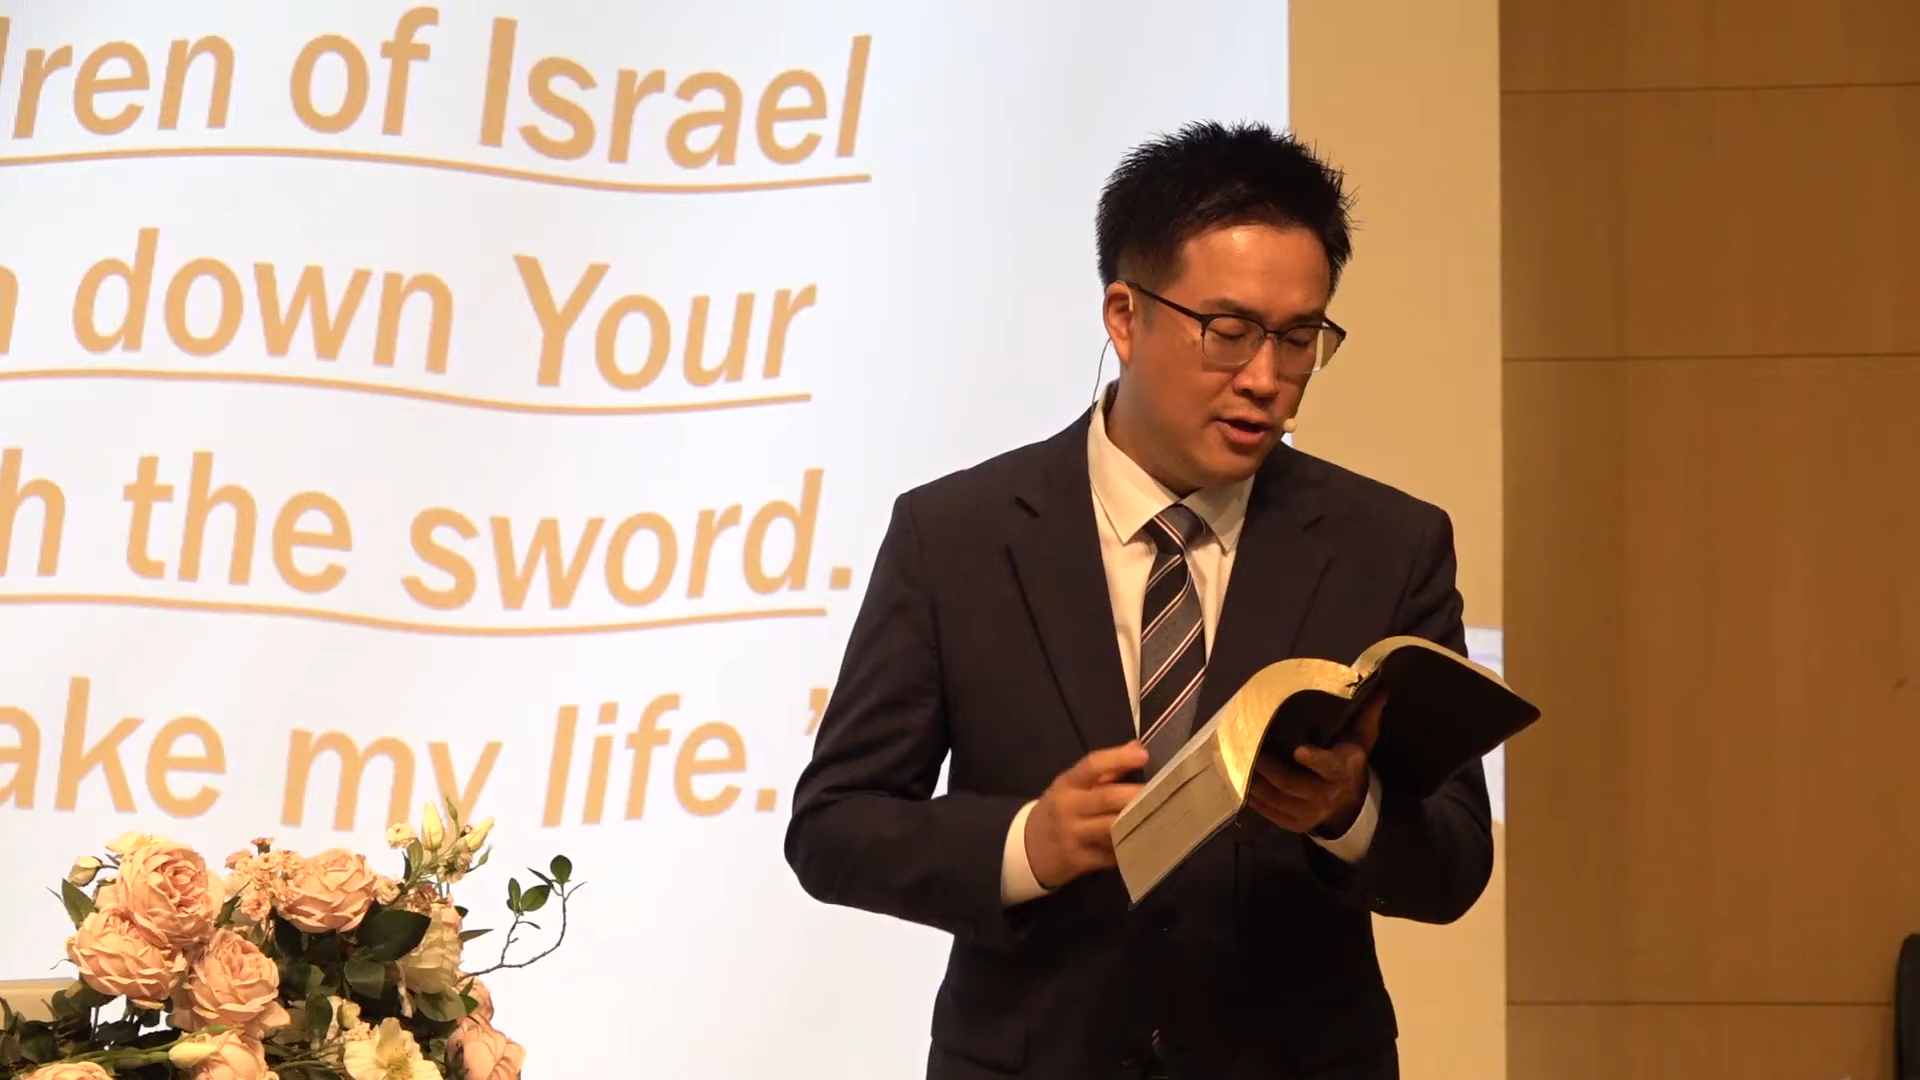 dren of Israel
down Your
h the sword.
ake my life.’